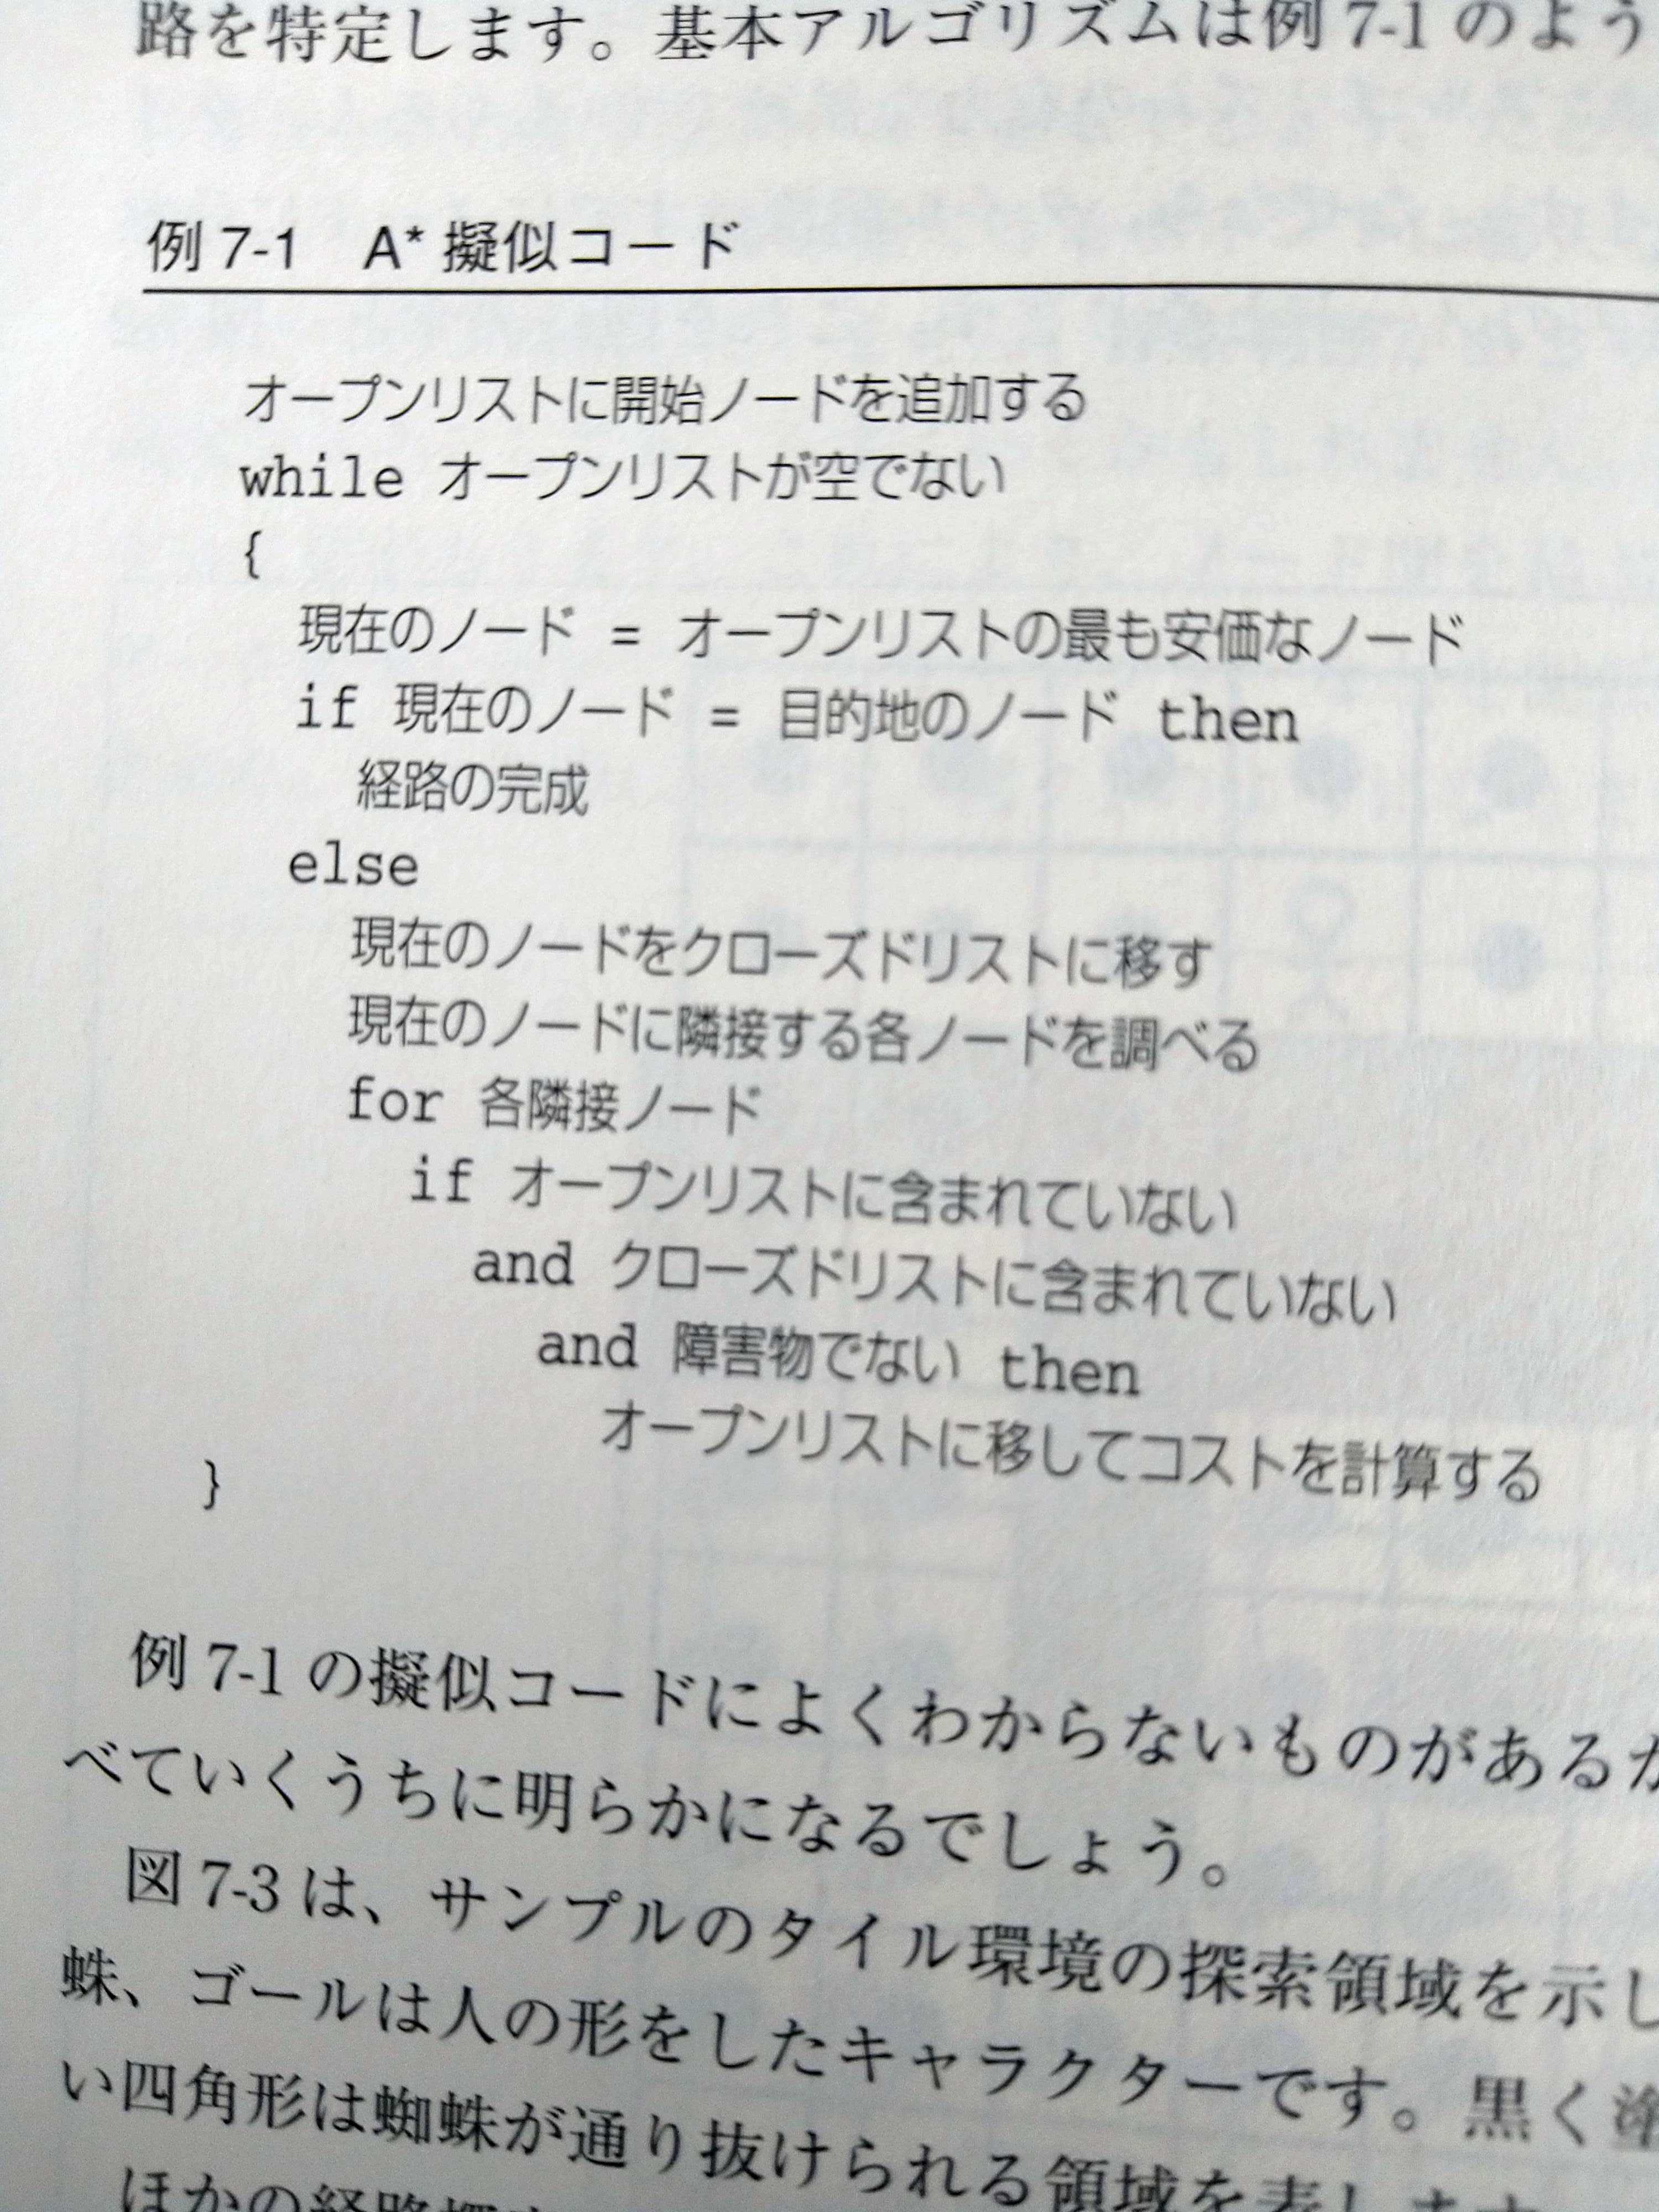 路を特定します。基本アルゴリズムは例 7-1 のよう
例 7-1　A* 擬似コード
オープンリストに開始ノードを追加する
while オープンリストが空でない
{
現在のノード = オープンリストの最も安価なノード
if 現在のノード = 目的地のノード then
経路の完成
else
現在のノードをクローズドリストに移す
現在のノードに隣接する各ノードを調べる
for 各隣接ノード
if オープンリストに含まれていない
and クローズドリストに含まれていない
and 障害物でない then
オープンリストに移してコストを計算する
}
例 7-1 の擬似コードによくわからないものがあるか
べていくうちに明らかになるでしょう。
図 7-3 は、サンプルのタイル環境の探索領域を示し
蛛、ゴールは人の形をしたキャラクターです。黒く塗
い四角形は蜘蛛が通り抜けられる領域を表します
ほかの経路探